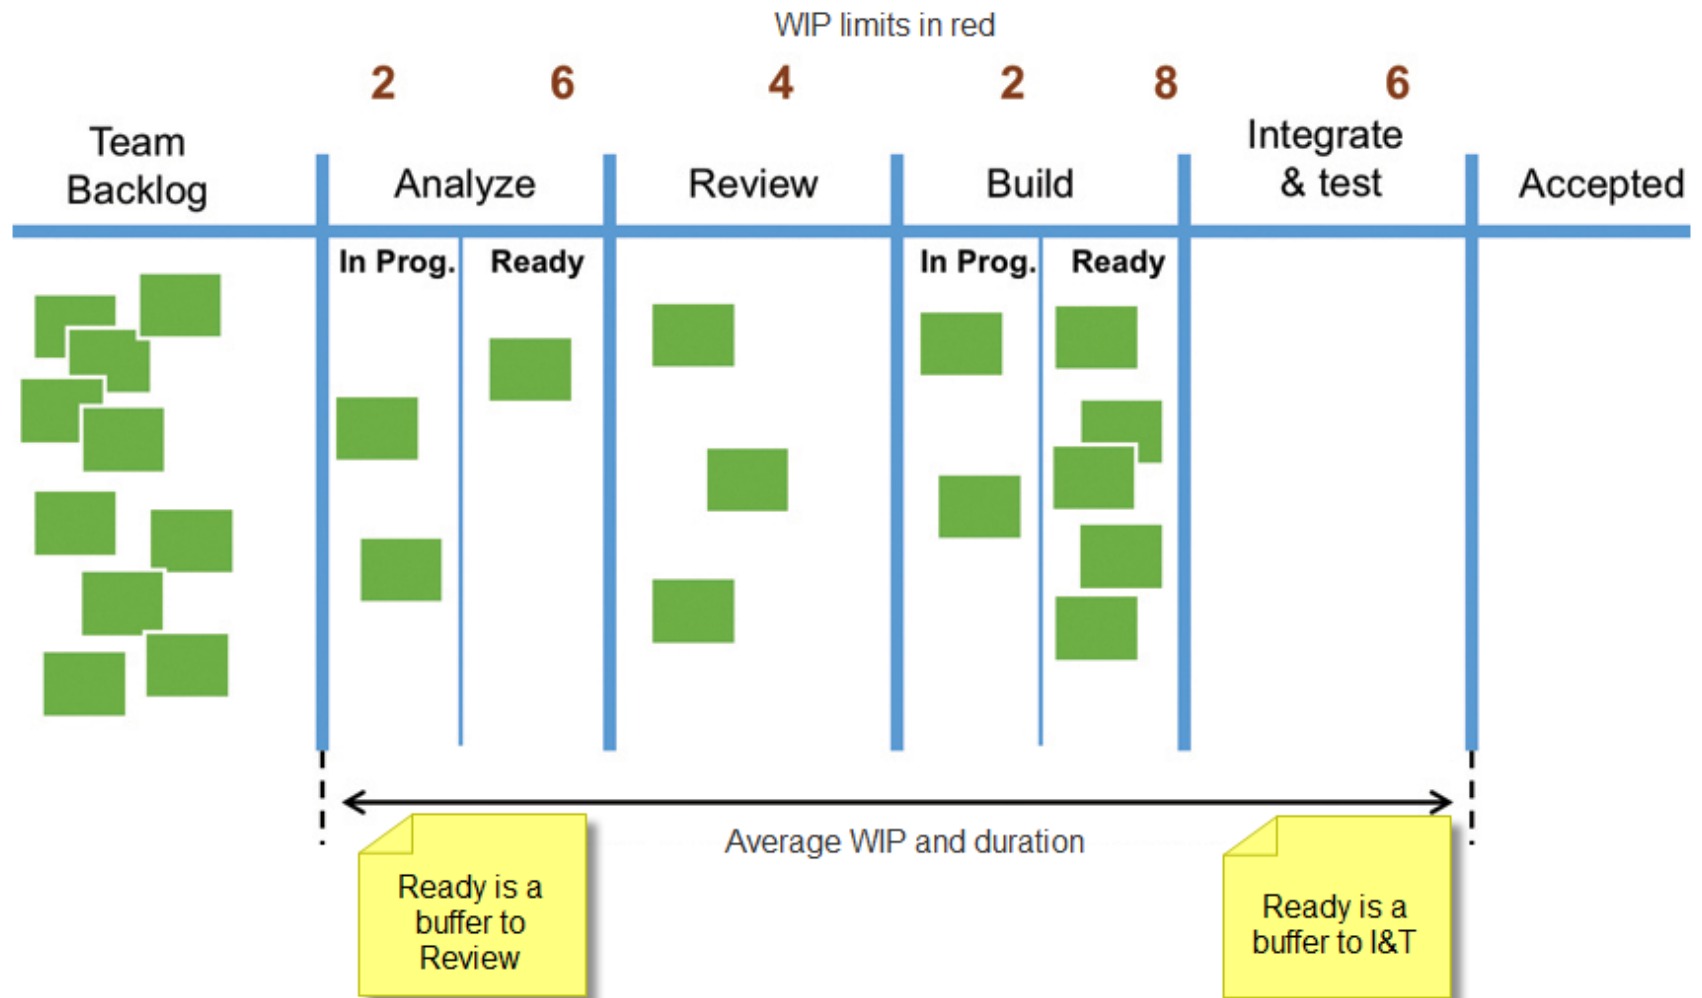 WIP limits in red
2 6 4 2 8 6
Team
Backlog
Analyze
Review
Build
Integrate
& test
Accepted
In Prog. Ready
In Prog. Ready
Average WIP and duration
Ready is a
buffer to
Review
Ready is a
buffer to I&T